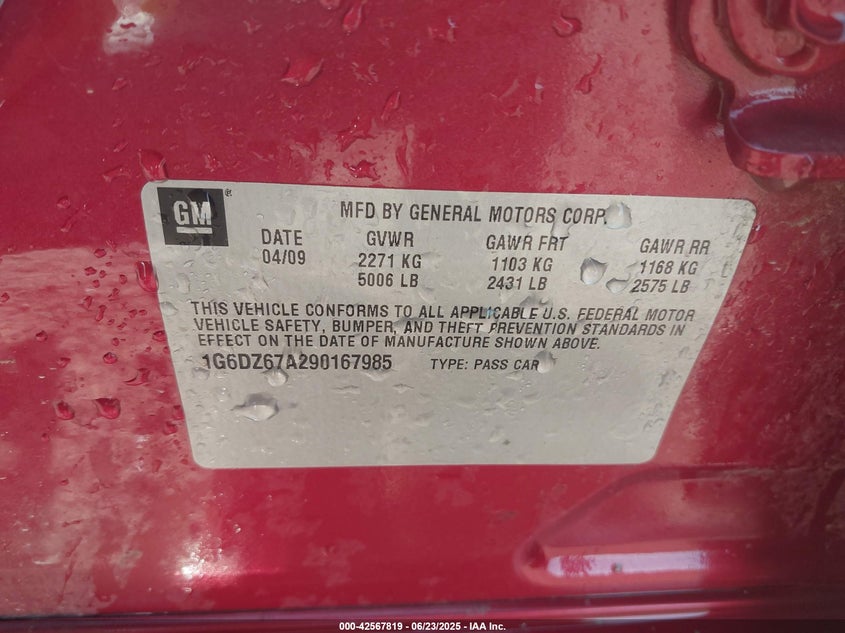 GM ®
MFD BY GENERAL MOTORS CORP.
DATE GVWR GAWR FRT GAWR RR
04/09 2271 KG 1103 KG 1168 KG
5006 LB 2431 LB 2575 LB
THIS VEHICLE CONFORMS TO ALL APPLICABLE U.S. FEDERAL MOTOR
VEHICLE SAFETY, BUMPER, AND THEFT PREVENTION STANDARDS IN
EFFECT ON THE DATE OF MANUFACTURE SHOWN ABOVE.
1G6DZ67A290167985 TYPE: PASS CAR
000-42567819 - 06/23/2025 - IAA Inc.